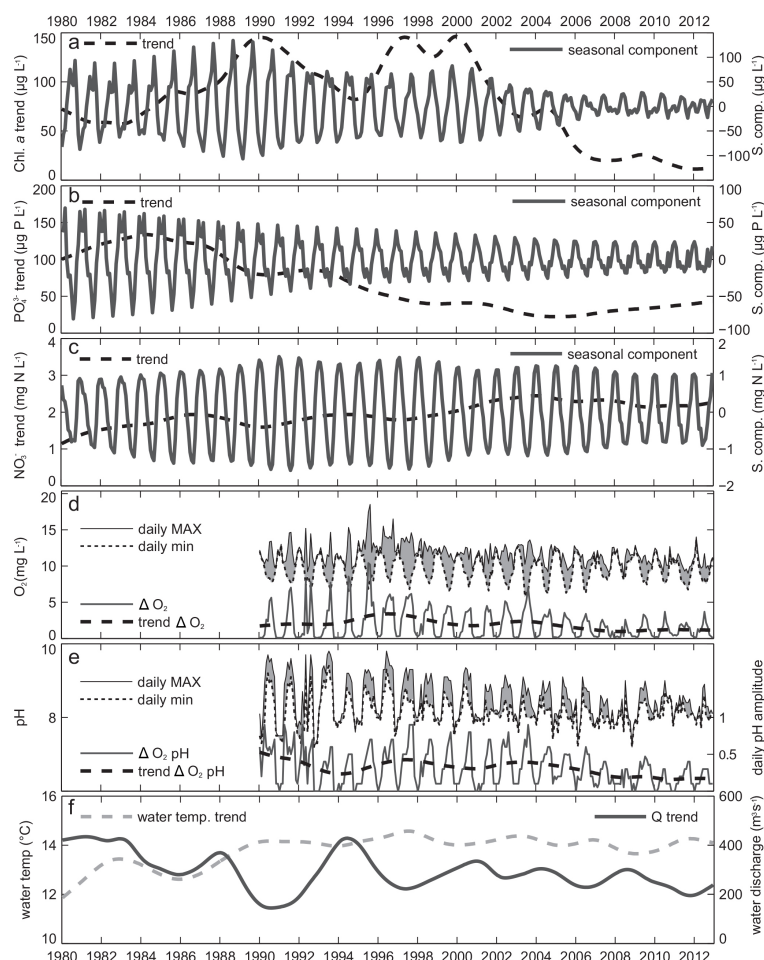 1980 1982 1984 1986 1988 1990 1992 1994 1996 1998 2000 2002 2004 2006 2008 2010 2012
a
trend
seasonal component
Chl. a trend (µg L⁻¹)
150
100
50
0
S. comp. (µg L⁻¹)
100
50
0
−50
−100
b
trend
seasonal component
PO₄³⁻ trend (µg P L⁻¹)
200
150
100
50
0
S. comp. (µg P L⁻¹)
100
50
0
−50
−100
c
trend
seasonal component
NO₃⁻ trend (mg N L⁻¹)
4
3
2
1
0
S. comp. (mg N L⁻¹)
2
1
0
−1
−2
d
daily MAX
daily min
Δ O₂
trend Δ O₂
O₂(mg L⁻¹)
20
15
10
5
0
e
daily MAX
daily min
Δ O₂ pH
trend Δ O₂ pH
pH
10
8
daily pH amplitude
1
0.5
f
water temp. trend
Q trend
water temp (°C)
16
14
12
10
water discharge (m³s⁻¹)
600
400
200
0
1980 1982 1984 1986 1988 1990 1992 1994 1996 1998 2000 2002 2004 2006 2008 2010 2012